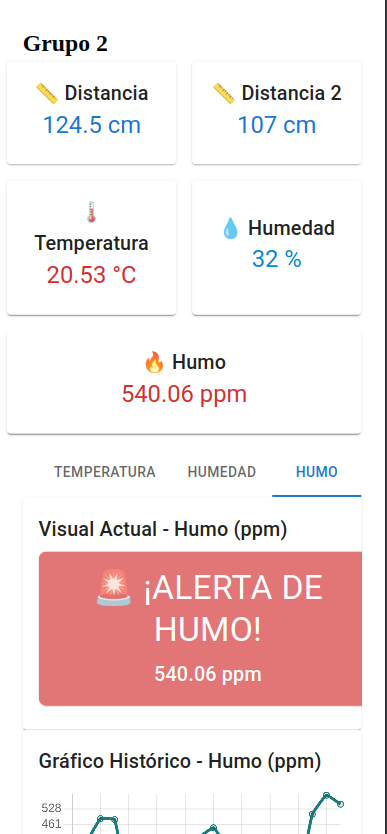 Grupo 2
📏 Distancia
124.5 cm
📏 Distancia 2
107 cm
🌡️
Temperatura
20.53 °C
💧 Humedad
32 %
🔥 Humo
540.06 ppm
TEMPERATURA HUMEDAD HUMO
Visual Actual - Humo (ppm)
🚨 ¡ALERTA DE
HUMO!
540.06 ppm
Gráfico Histórico - Humo (ppm)
528
461